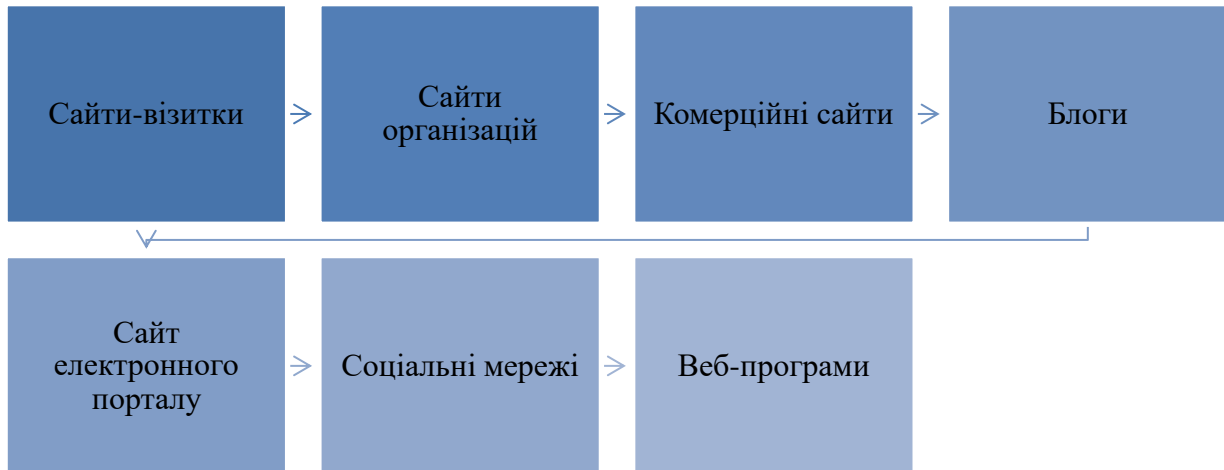 Сайти-візитки
Сайти
організацій
Комерційні сайти
Блоги
Сайт
електронного
порталу
Соціальні мережі
Веб-програми